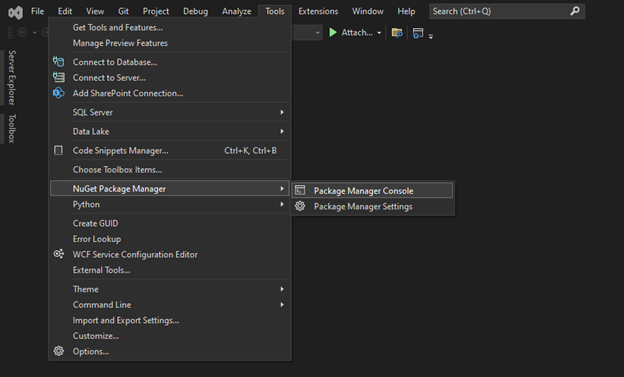 File Edit View Git Project Debug Analyze Tools Extensions Window Help Search (Ctrl+Q)
Attach...
Server Explorer
Toolbox
Get Tools and Features...
Manage Preview Features
Connect to Database...
Connect to Server...
Add SharePoint Connection...
SQL Server
Data Lake
Code Snippets Manager... Ctrl+K, Ctrl+B
Choose Toolbox Items...
NuGet Package Manager
Package Manager Console
Python
Package Manager Settings
Create GUID
Error Lookup
WCF Service Configuration Editor
External Tools...
Theme
Command Line
Import and Export Settings...
Customize...
Options...